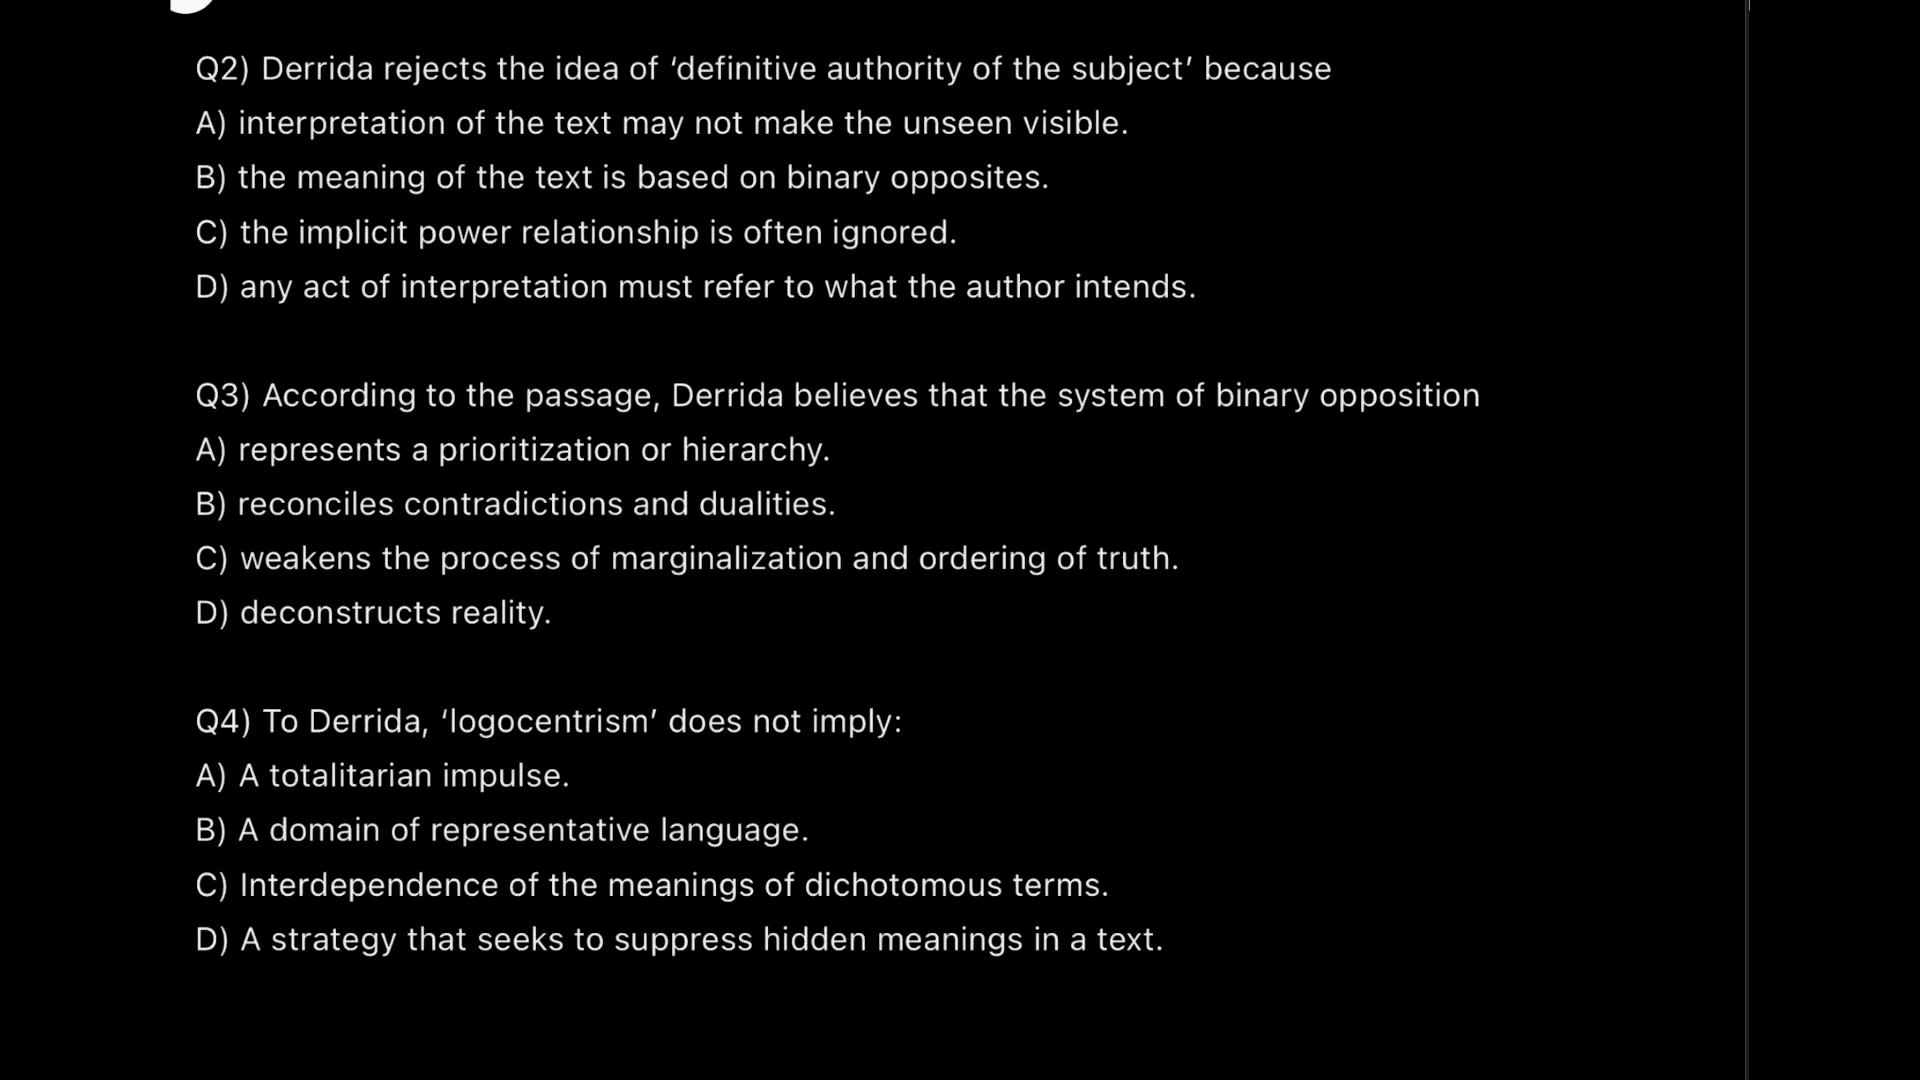 Q2) Derrida rejects the idea of ‘definitive authority of the subject’ because
A) interpretation of the text may not make the unseen visible.
B) the meaning of the text is based on binary opposites.
C) the implicit power relationship is often ignored.
D) any act of interpretation must refer to what the author intends.
Q3) According to the passage, Derrida believes that the system of binary opposition
A) represents a prioritization or hierarchy.
B) reconciles contradictions and dualities.
C) weakens the process of marginalization and ordering of truth.
D) deconstructs reality.
Q4) To Derrida, ‘logocentrism’ does not imply:
A) A totalitarian impulse.
B) A domain of representative language.
C) Interdependence of the meanings of dichotomous terms.
D) A strategy that seeks to suppress hidden meanings in a text.